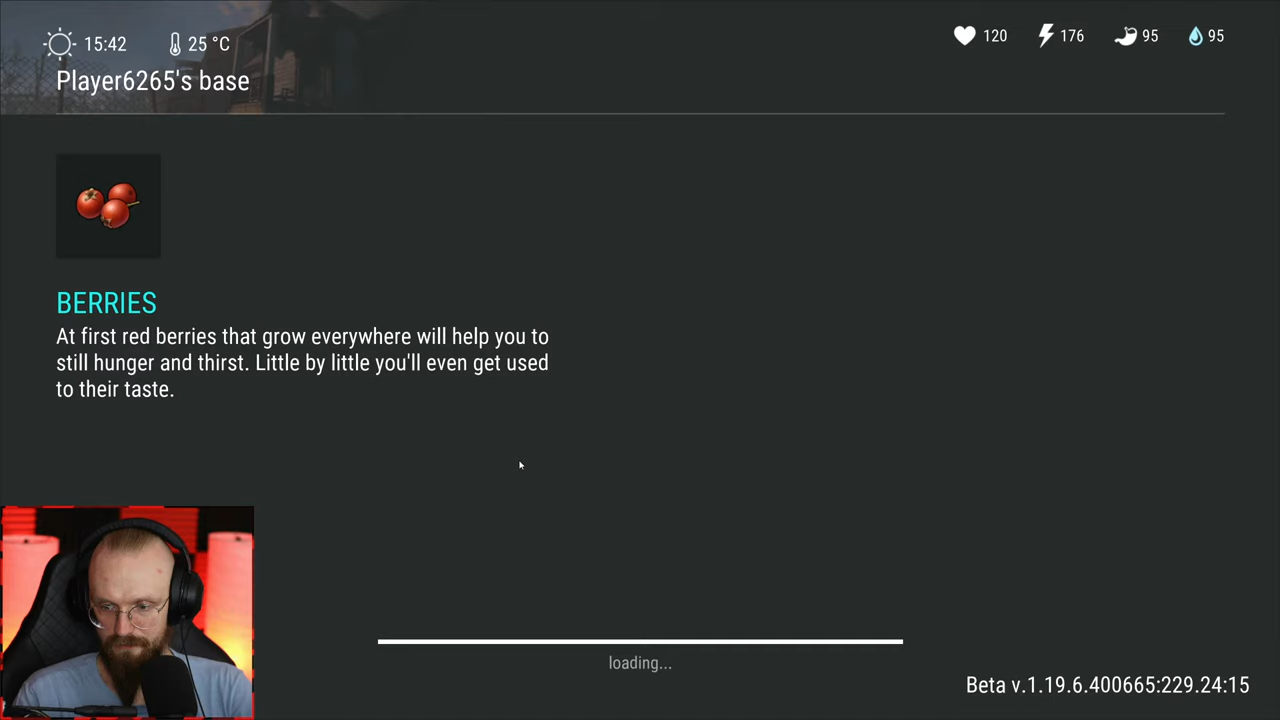 15:42 25 °C 120 176 95 95
Player6265's base
BERRIES
At first red berries that grow everywhere will help you to
still hunger and thirst. Little by little you'll even get used
to their taste.
loading...
Beta v.1.19.6.400665:229.24:15